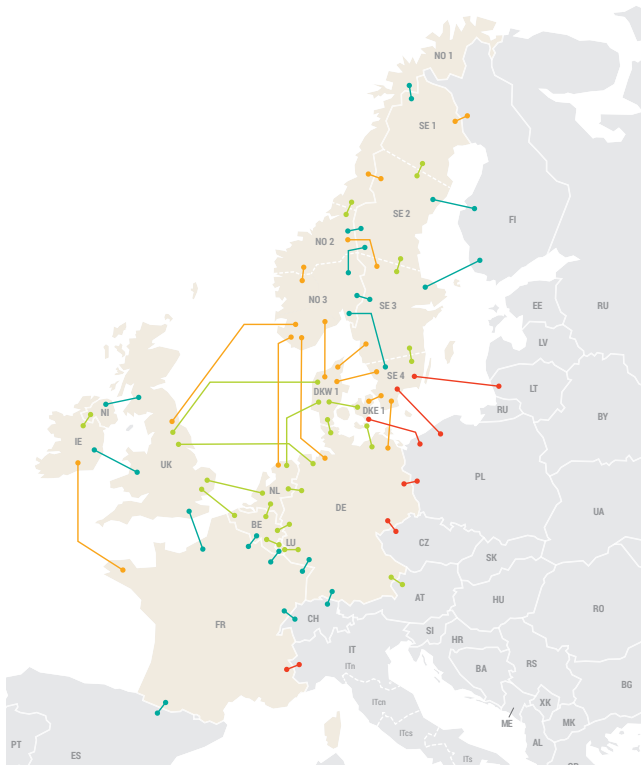 NO 1
SE 1
SE 2
FI
NO 2
NO 3
SE 3
EE
RU
LV
SE 4
LT
DKW 1
DKE 1
RU
NI
BY
IE
UK
PL
NL
DE
UA
BE
LU
CZ
SK
AT
HU
RO
FR
CH
SI
HR
IT
ITn
BA
RS
BG
XK
ITcn
ME
MK
ITcs
PT
AL
ES
ITs